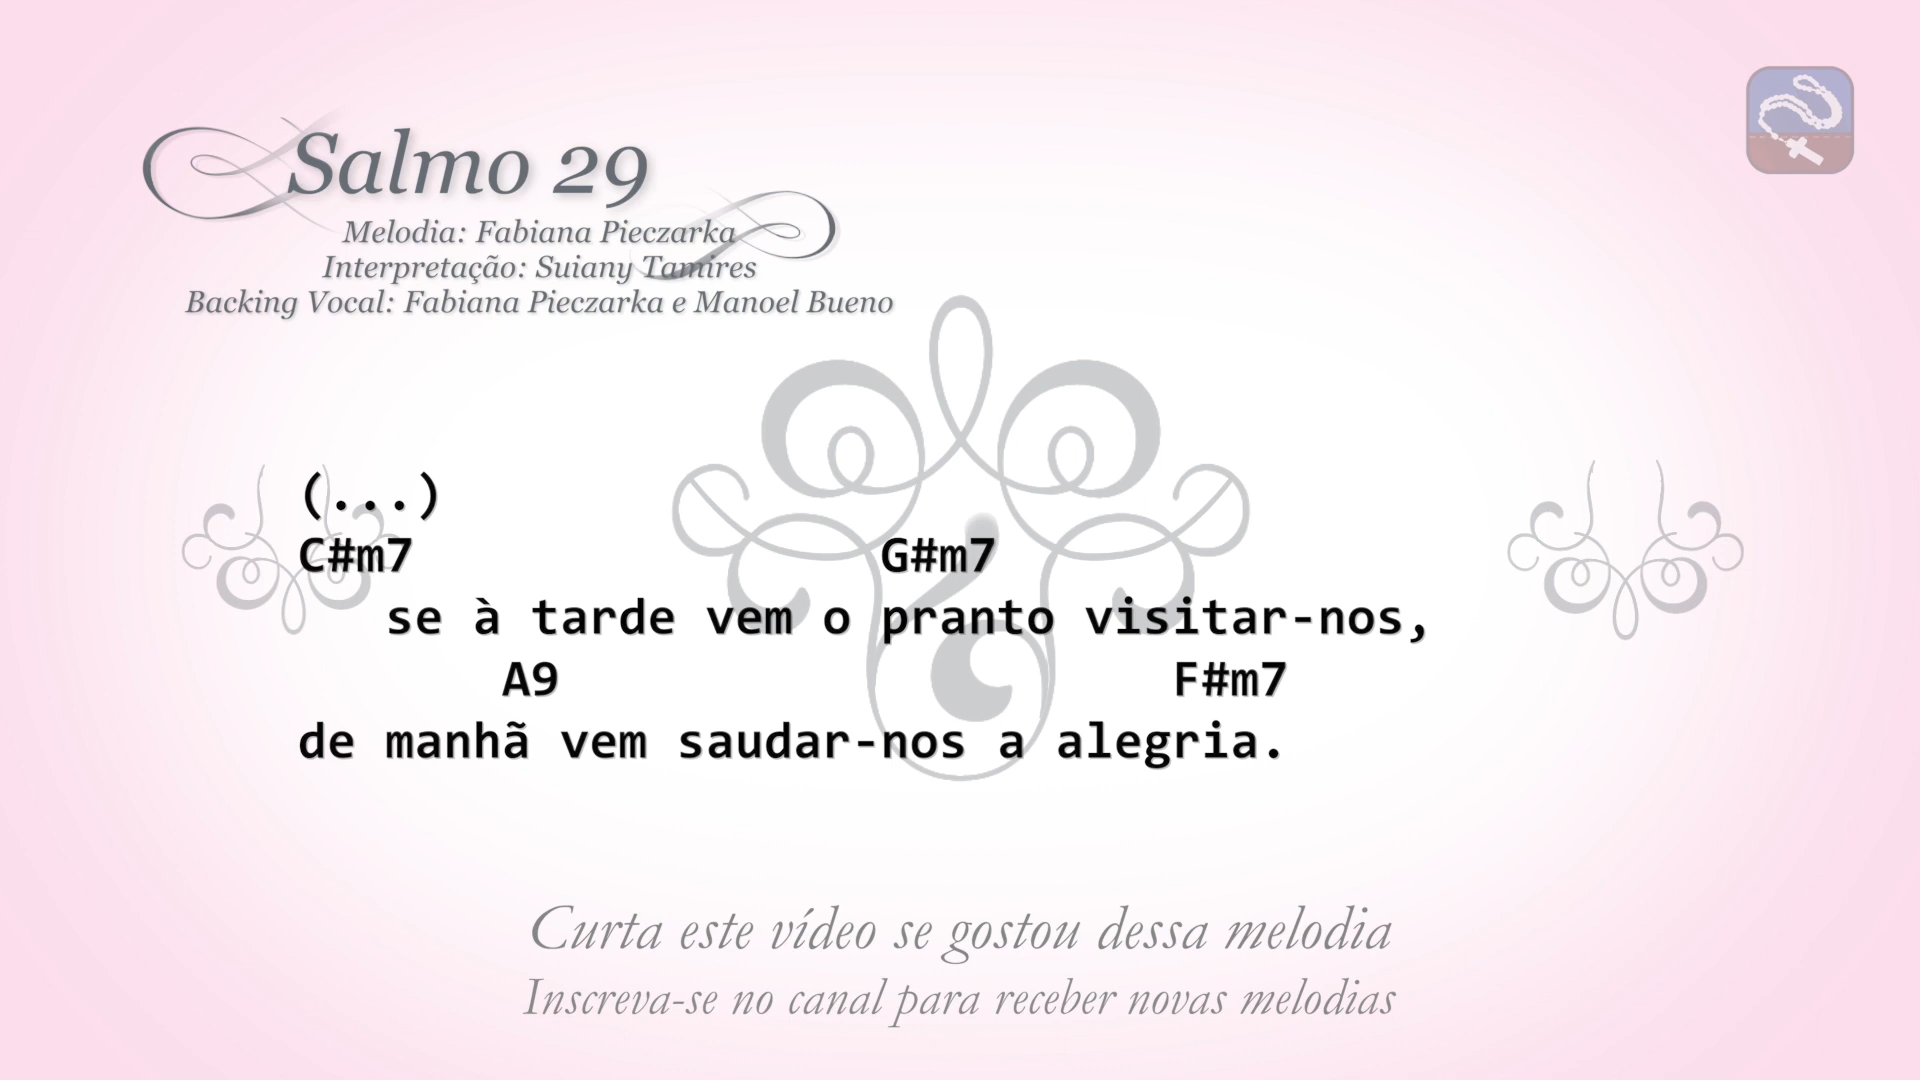 Salmo 29
Melodia: Fabiana Pieczarka
Interpretação: Suiany Tamires
Backing Vocal: Fabiana Pieczarka e Manoel Bueno
(...)
C#m7 G#m7
se à tarde vem o pranto visitar-nos,
A9 F#m7
de manhã vem saudar-nos a alegria.
Curta este vídeo se gostou dessa melodia
Inscreva-se no canal para receber novas melodias